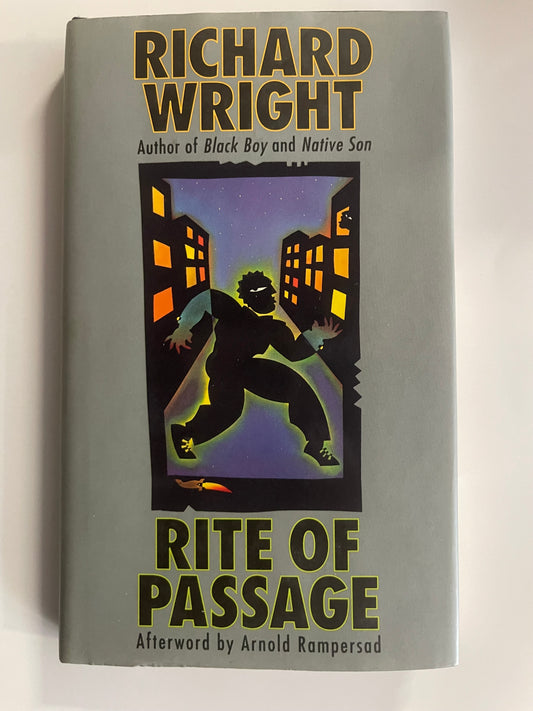 RICHARD
WRIGHT
Author of Black Boy and Native Son
RITE OF
PASSAGE
Afterword by Arnold Rampersad